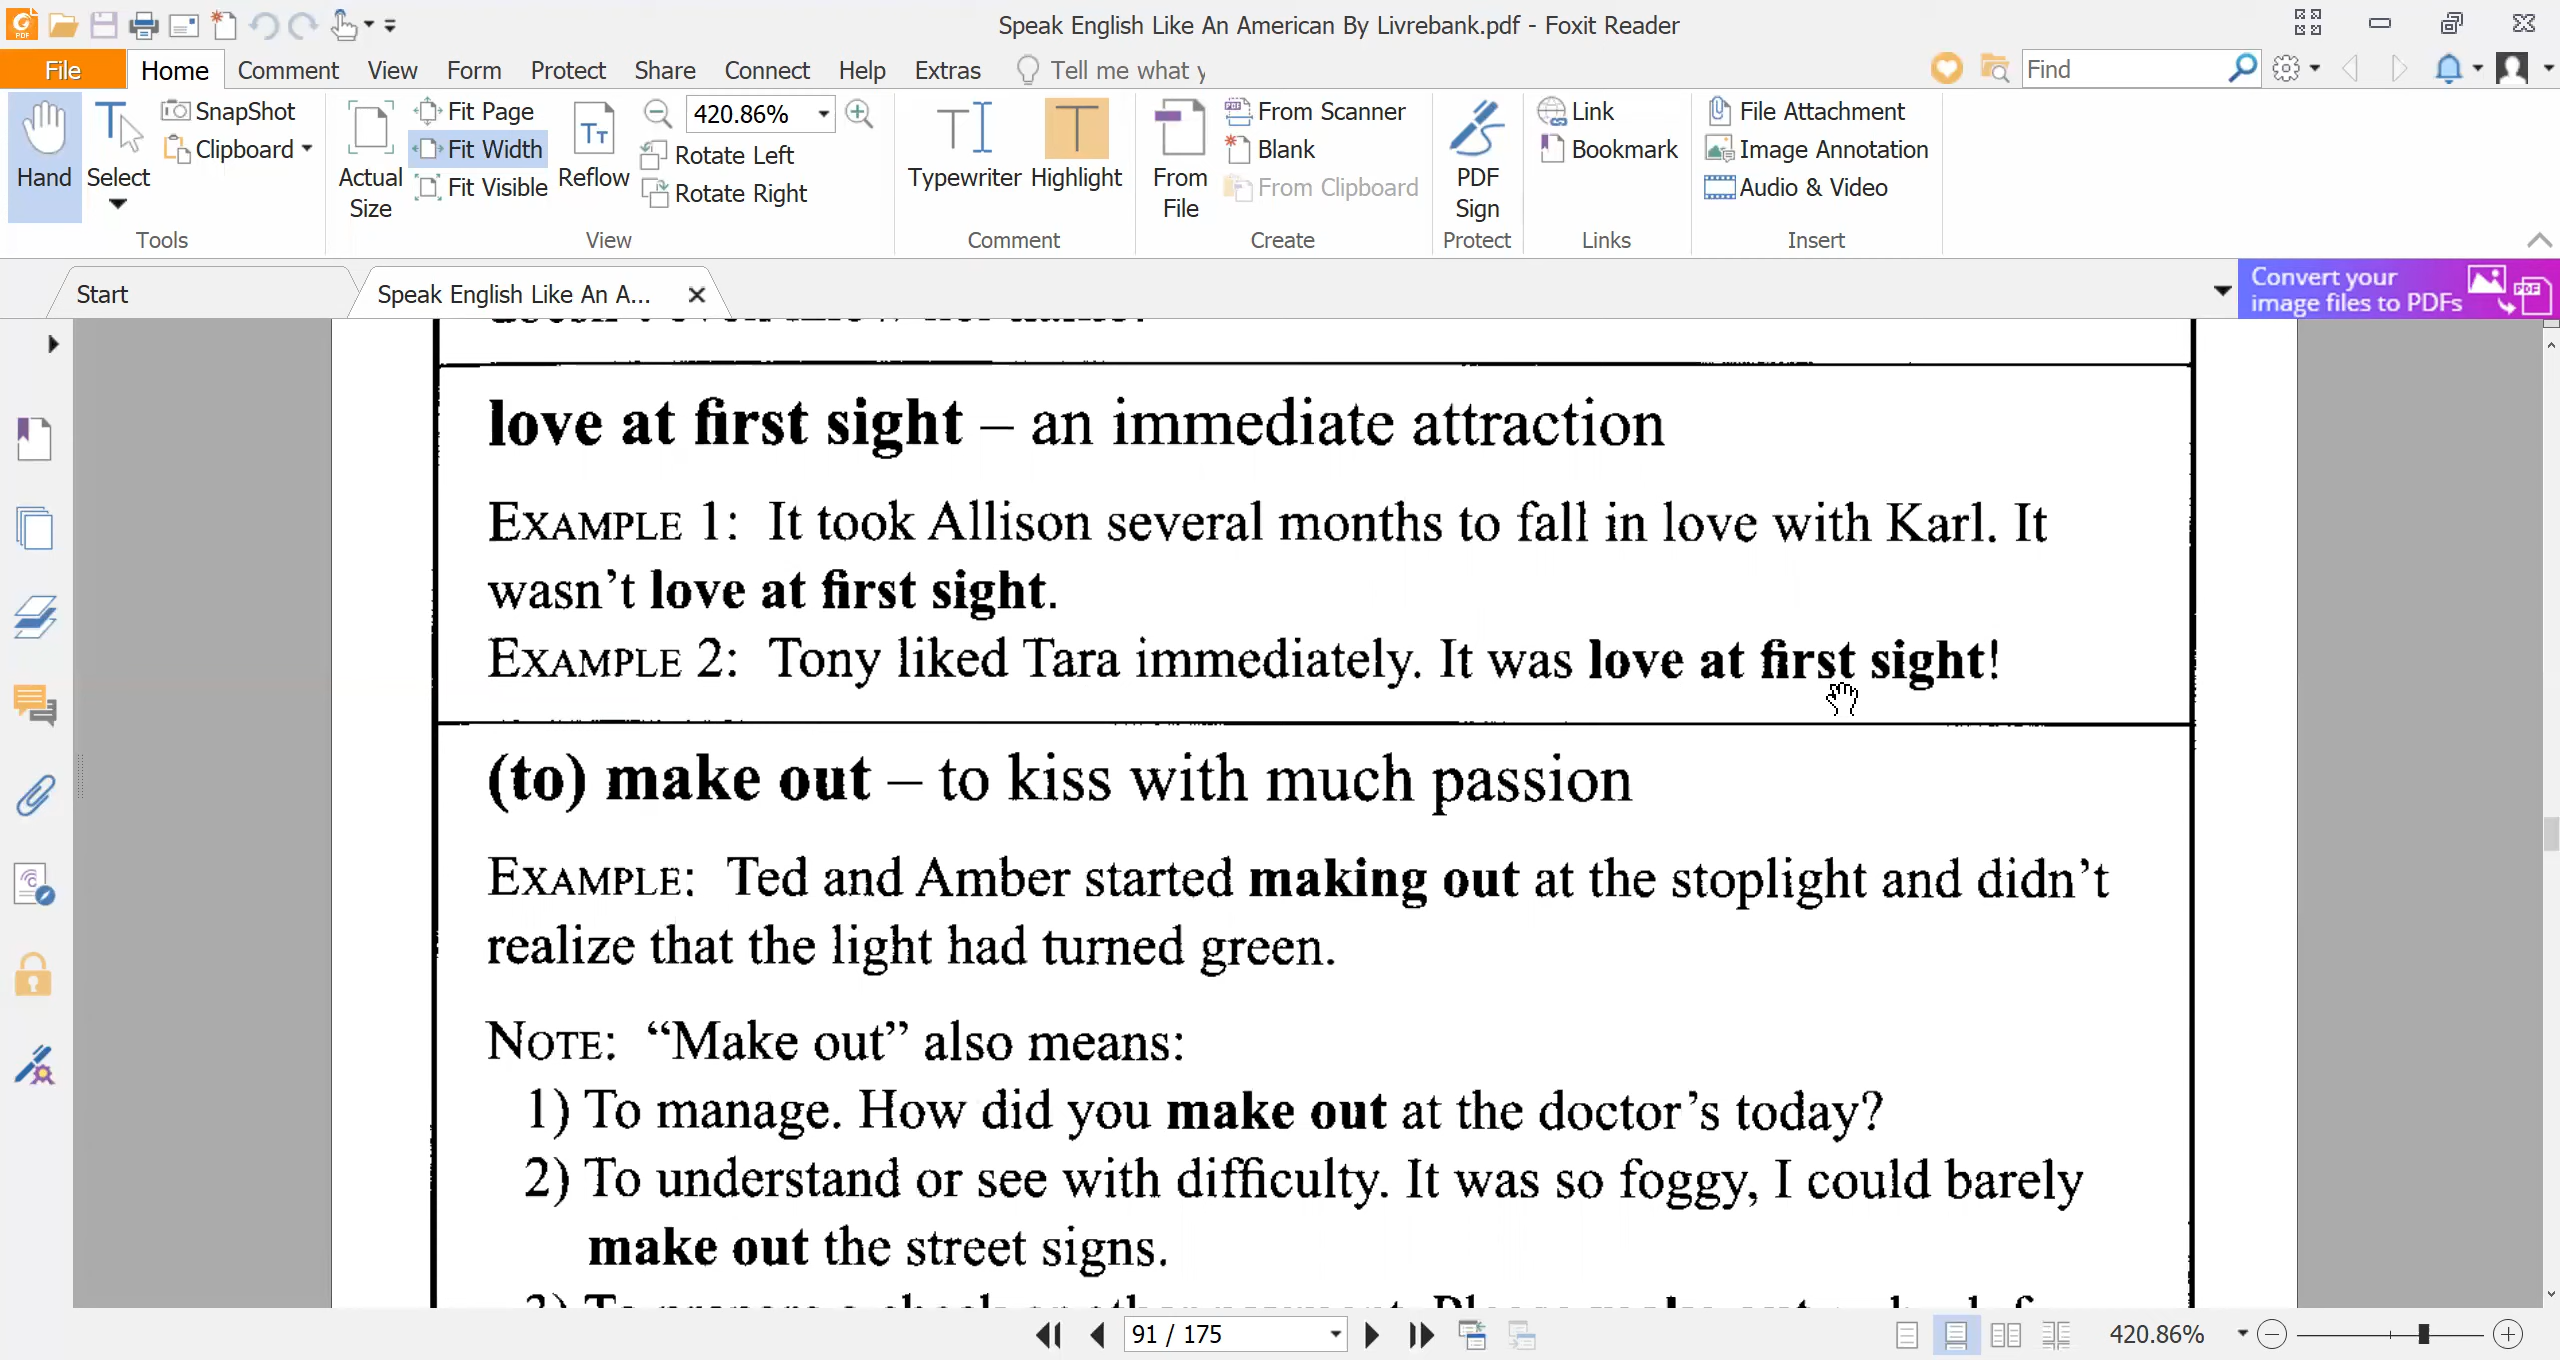 Speak English Like An American By Livrebank.pdf - Foxit Reader
File Home Comment View Form Protect Share Connect Help Extras Tell me what y Find
Hand
Select
SnapShot
Clipboard
Tools
Actual Size
Fit Page
Fit Width
Fit Visible
Reflow
420.86%
Rotate Left
Rotate Right
View
Typewriter
Highlight
Comment
From File
From Scanner
Blank
From Clipboard
Create
PDF Sign
Protect
Link
Bookmark
Links
File Attachment
Image Annotation
Audio & Video
Insert
Start
Speak English Like An A...
Convert your
image files to PDFs
love at first sight – an immediate attraction
EXAMPLE 1: It took Allison several months to fall in love with Karl. It
wasn't love at first sight.
EXAMPLE 2: Tony liked Tara immediately. It was love at first sight!
(to) make out – to kiss with much passion
EXAMPLE: Ted and Amber started making out at the stoplight and didn't
realize that the light had turned green.
NOTE: “Make out” also means:
1) To manage. How did you make out at the doctor's today?
2) To understand or see with difficulty. It was so foggy, I could barely
make out the street signs.
91 / 175
420.86%